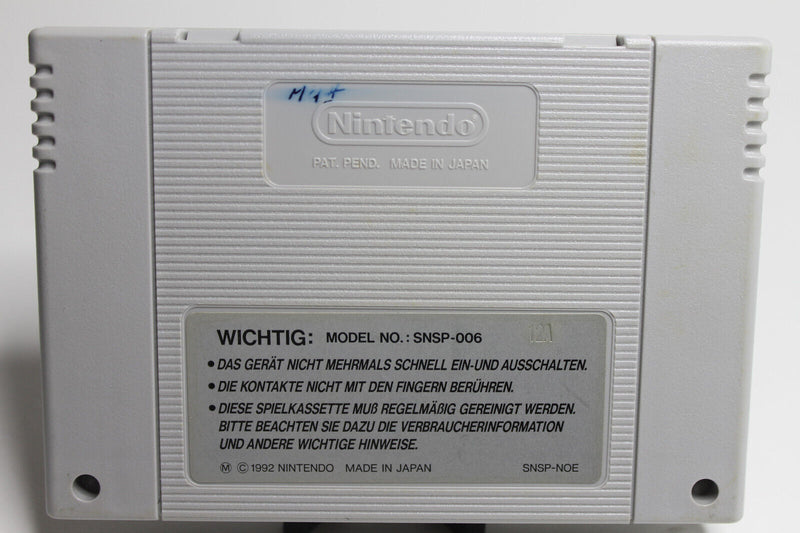 Nintendo
PAT. PEND. MADE IN JAPAN
WICHTIG: MODEL NO.: SNSP-006 12A
• DAS GERÄT NICHT MEHRMALS SCHNELL EIN-UND AUSSCHALTEN.
• DIE KONTAKTE NICHT MIT DEN FINGERN BERÜHREN.
• DIESE SPIELKASSETTE MUß REGELMÄßIG GEREINIGT WERDEN.
BITTE BEACHTEN SIE DAZU DIE VERBRAUCHERINFORMATION
UND ANDERE WICHTIGE HINWEISE.
Ⓜ © 1992 NINTENDO MADE IN JAPAN SNSP-NOE